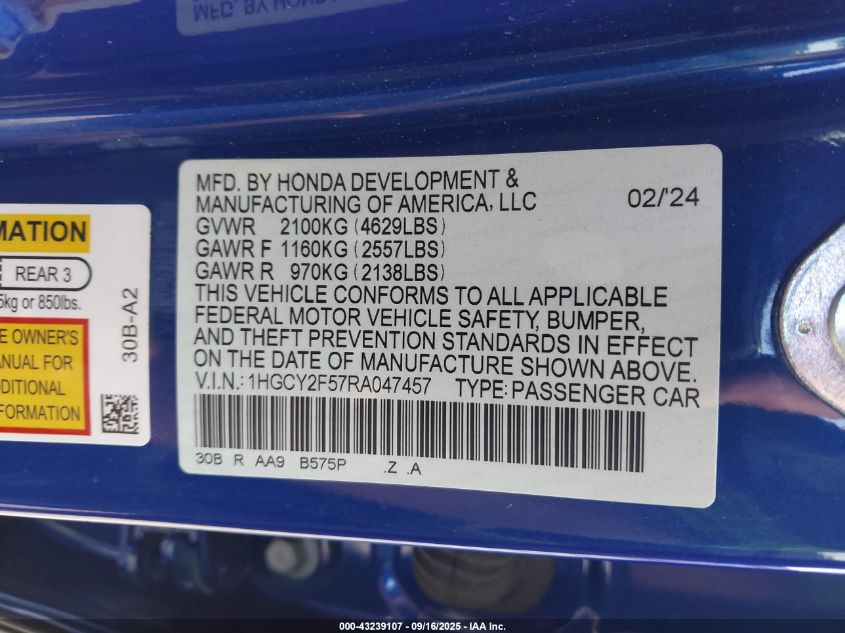 MFD. BY HONDA DEVELOPMENT &
MANUFACTURING OF AMERICA, LLC 02/'24
GVWR 2100KG (4629LBS)
GAWR F 1160KG (2557LBS)
GAWR R 970KG (2138LBS)
THIS VEHICLE CONFORMS TO ALL APPLICABLE
FEDERAL MOTOR VEHICLE SAFETY, BUMPER,
AND THEFT PREVENTION STANDARDS IN EFFECT
ON THE DATE OF MANUFACTURE SHOWN ABOVE.
V.I.N.: 1HGCY2F57RA047457 TYPE: PASSENGER CAR
30B R AA9 B575P .Z .A
MATION
REAR 3
5kg or 850lbs.
E OWNER'S
ANUAL FOR
DDITIONAL
FORMATION
30B-A2
000-43239107 - 09/16/2025 - IAA Inc.